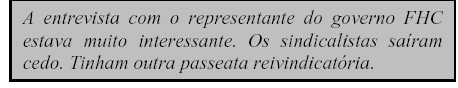 A entrevista com o representante do governo FHC
estava muito interessante. Os sindicalistas saíram
cedo. Tinham outra passeata reivindicatória.